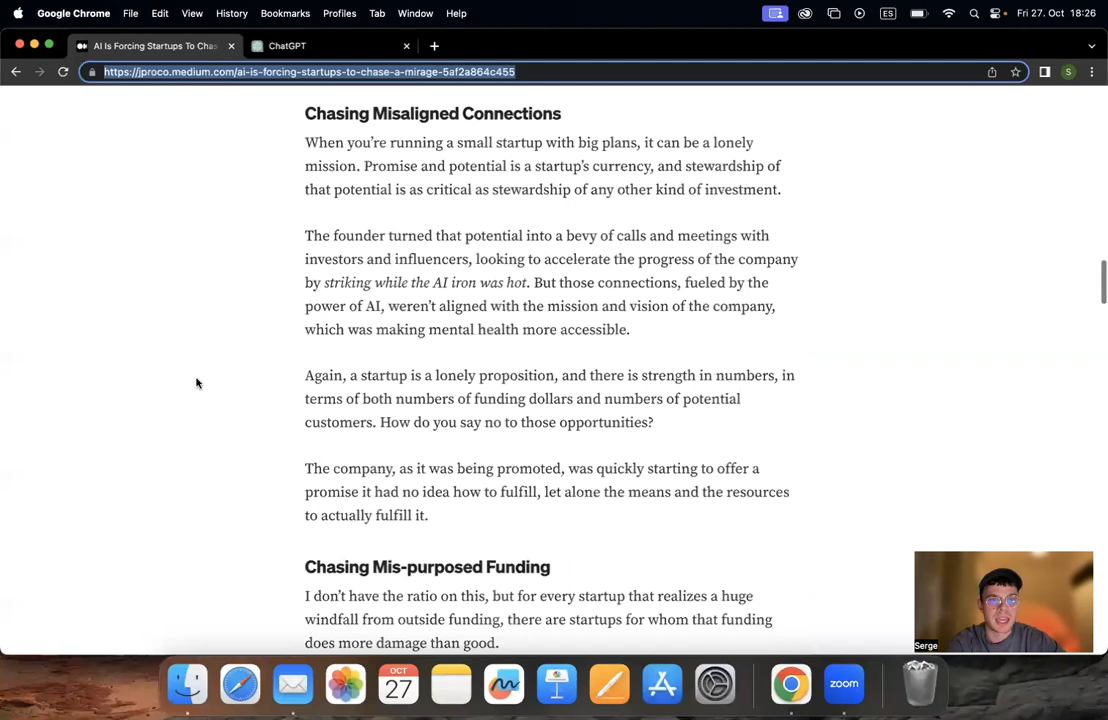 Google Chrome File Edit View History Bookmarks Profiles Tab Window Help
ES
Fri 27. Oct 18:26
AI Is Forcing Startups To Chas
ChatGPT
https://jproco.medium.com/ai-is-forcing-startups-to-chase-a-mirage-5af2a864c455
S
Chasing Misaligned Connections
When you’re running a small startup with big plans, it can be a lonely
mission. Promise and potential is a startup’s currency, and stewardship of
that potential is as critical as stewardship of any other kind of investment.
The founder turned that potential into a bevy of calls and meetings with
investors and influencers, looking to accelerate the progress of the company
by striking while the AI iron was hot. But those connections, fueled by the
power of AI, weren’t aligned with the mission and vision of the company,
which was making mental health more accessible.
Again, a startup is a lonely proposition, and there is strength in numbers, in
terms of both numbers of funding dollars and numbers of potential
customers. How do you say no to those opportunities?
The company, as it was being promoted, was quickly starting to offer a
promise it had no idea how to fulfill, let alone the means and the resources
to actually fulfill it.
Chasing Mis-purposed Funding
I don’t have the ratio on this, but for every startup that realizes a huge
windfall from outside funding, there are startups for whom that funding
does more damage than good.
Serge
OCT
27
zoom